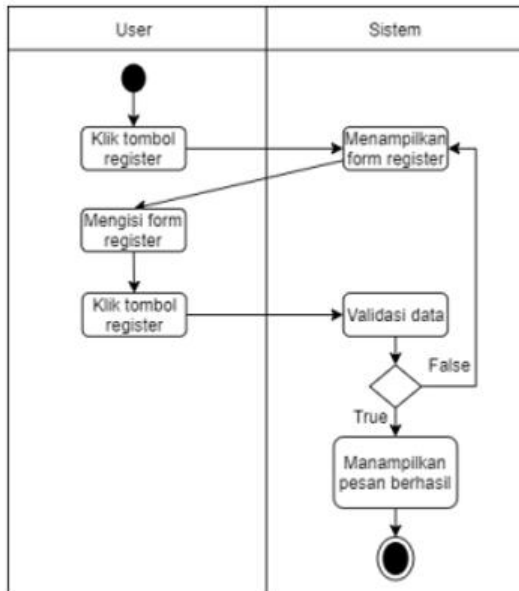 User
Sistem
Klik tombol
register
Menampilkan
form register
Mengisi form
register
Klik tombol
register
Validasi data
False
True
Manampilkan
pesan berhasil